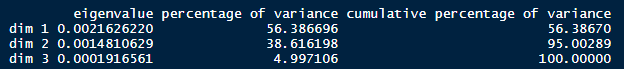 eigenvalue percentage of variance cumulative percentage of variance
dim 1 0.0021626220 56.386696 56.38670
dim 2 0.0014810629 38.616198 95.00289
dim 3 0.0001916561 4.997106 100.00000